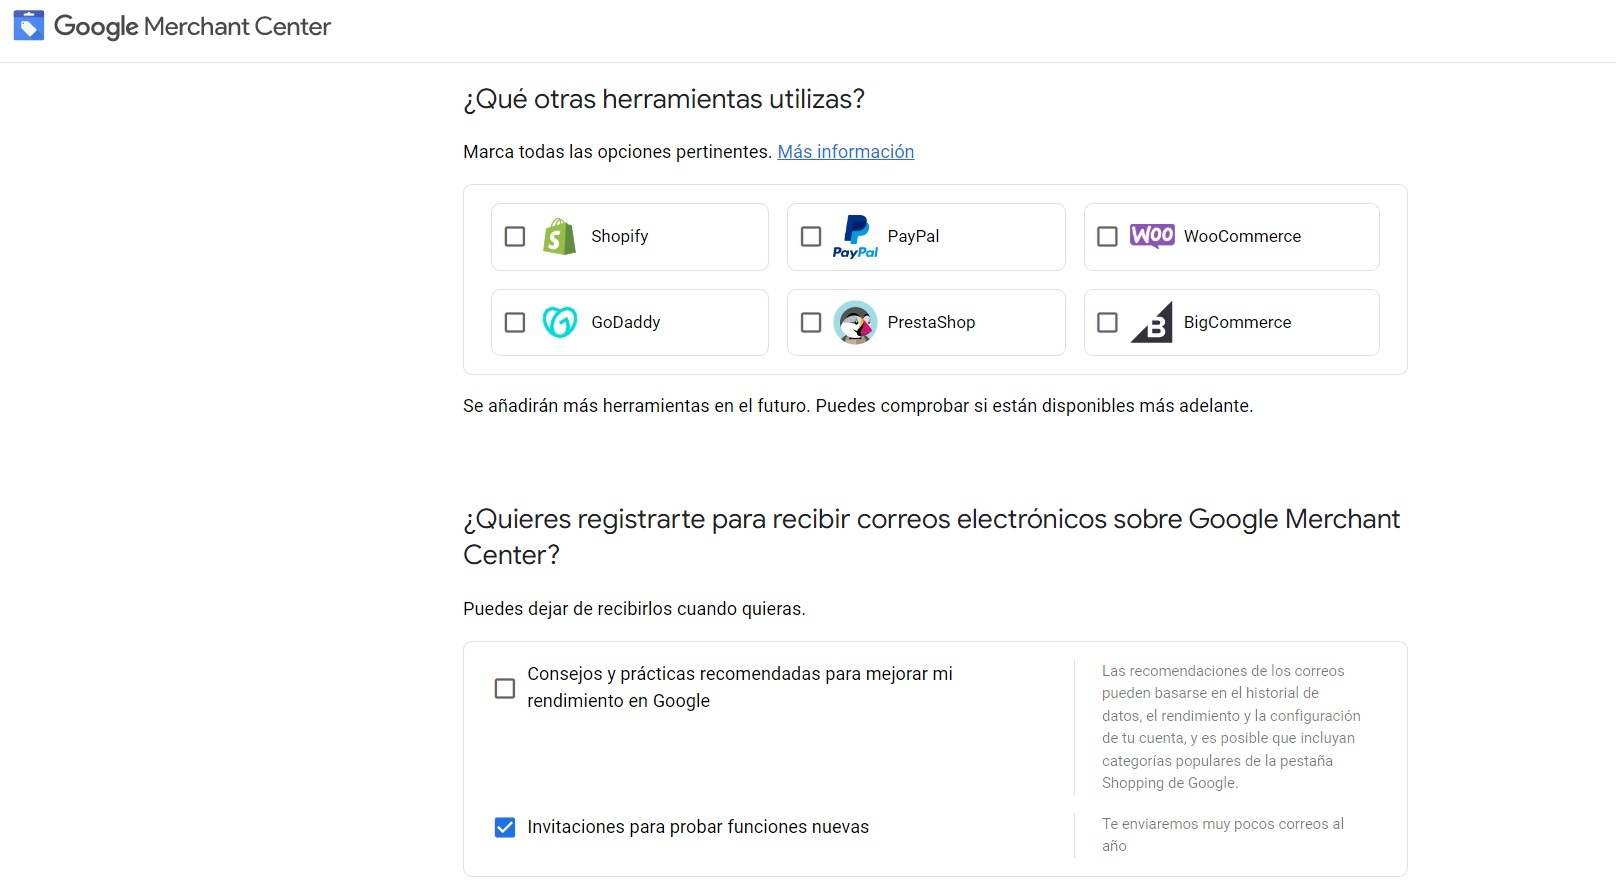 Google Merchant Center
¿Qué otras herramientas utilizas?
Marca todas las opciones pertinentes. Más información
Shopify
PayPal PayPal
WOO WooCommerce
GoDaddy
PrestaShop
B BigCommerce
Se añadirán más herramientas en el futuro. Puedes comprobar si están disponibles más adelante.
¿Quieres registrarte para recibir correos electrónicos sobre Google Merchant
Center?
Puedes dejar de recibirlos cuando quieras.
Consejos y prácticas recomendadas para mejorar mi
rendimiento en Google
Las recomendaciones de los correos
pueden basarse en el historial de
datos, el rendimiento y la configuración
de tu cuenta, y es posible que incluyan
categorías populares de la pestaña
Shopping de Google.
Invitaciones para probar funciones nuevas
Te enviaremos muy pocos correos al
año